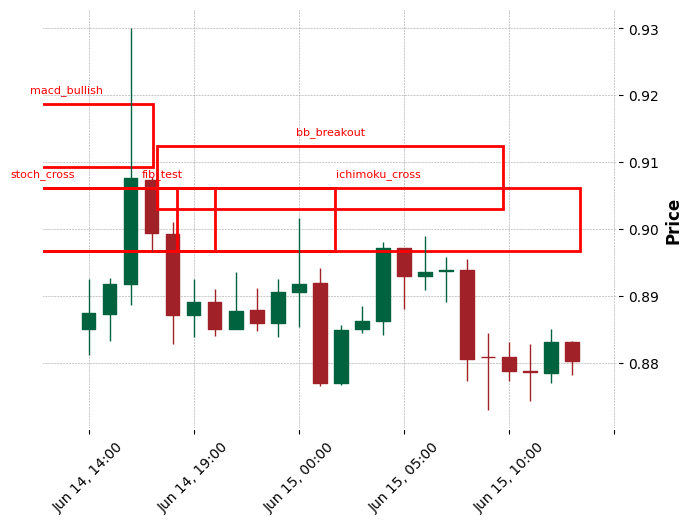 0.93
macd_bullish
0.92
bb_breakout
0.91
stoch_cross
fib_test
ichimoku_cross
0.90
Price
0.89
0.88
Jun 14, 14:00
Jun 14, 19:00
Jun 15, 00:00
Jun 15, 05:00
Jun 15, 10:00